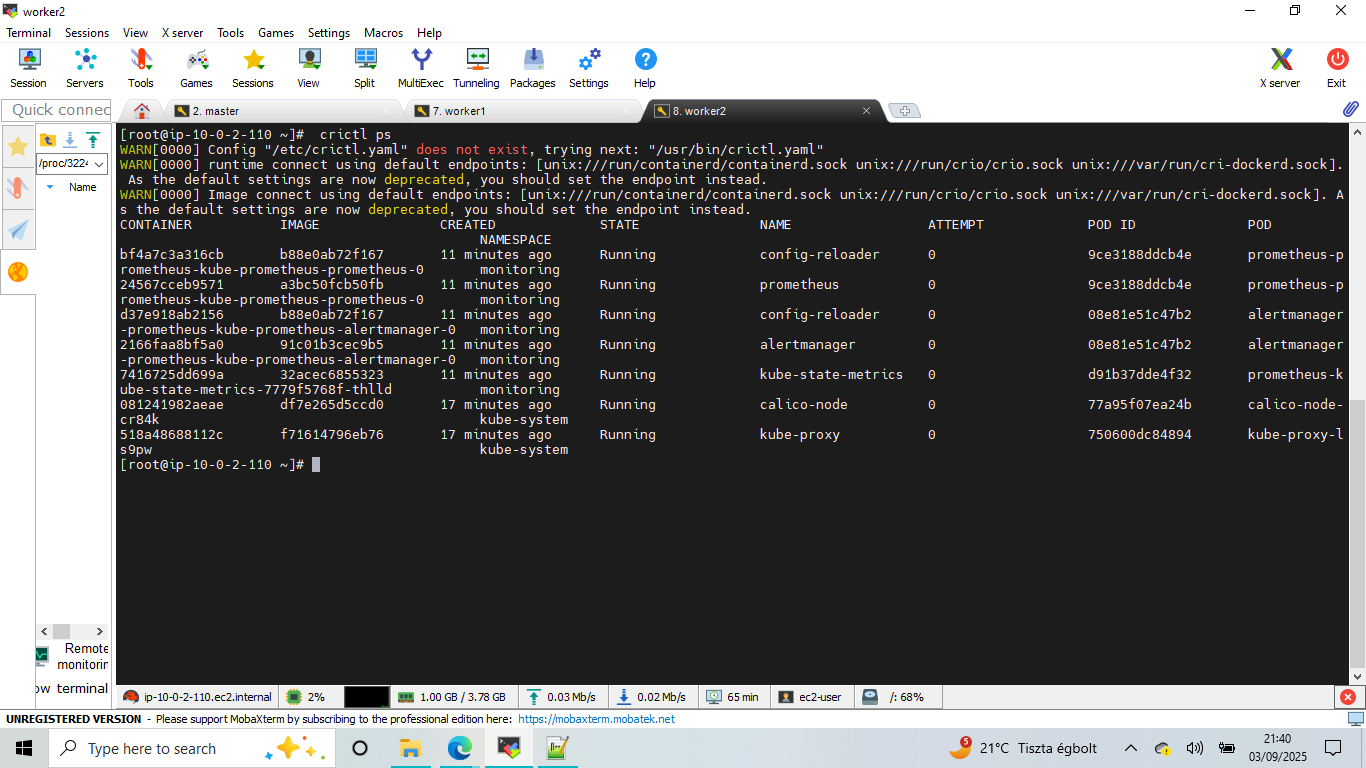 worker2
Terminal Sessions View X server Tools Games Settings Macros Help
Session Servers Tools Games Sessions View Split MultiExec Tunneling Packages Settings Help X server Exit
Quick connec
2. master 7. worker1 8. worker2
/proc/3224
Name
[root@ip-10-0-2-110 ~]#  crictl ps
WARN[0000] Config "/etc/crictl.yaml" does not exist, trying next: "/usr/bin/crictl.yaml"
WARN[0000] runtime connect using default endpoints: [unix:///run/containerd/containerd.sock unix:///run/crio/crio.sock unix:///var/run/cri-dockerd.sock].
 As the default settings are now deprecated, you should set the endpoint instead.
WARN[0000] Image connect using default endpoints: [unix:///run/containerd/containerd.sock unix:///run/crio/crio.sock unix:///var/run/cri-dockerd.sock]. A
s the default settings are now deprecated, you should set the endpoint instead.
CONTAINER IMAGE CREATED STATE NAME ATTEMPT POD ID POD
NAMESPACE
bf4a7c3a316cb b88e0ab72f167 11 minutes ago Running config-reloader 0 9ce3188ddcb4e prometheus-p
rometheus-kube-prometheus-prometheus-0 monitoring
24567cceb9571 a3bc50fcb50fb 11 minutes ago Running prometheus 0 9ce3188ddcb4e prometheus-p
rometheus-kube-prometheus-prometheus-0 monitoring
d37e918ab2156 b88e0ab72f167 11 minutes ago Running config-reloader 0 08e81e51c47b2 alertmanager
-prometheus-kube-prometheus-alertmanager-0 monitoring
2166faa8bf5a0 91c01b3cec9b5 11 minutes ago Running alertmanager 0 08e81e51c47b2 alertmanager
-prometheus-kube-prometheus-alertmanager-0 monitoring
7416725dd699a 32acec6855323 11 minutes ago Running kube-state-metrics 0 d91b37dde4f32 prometheus-k
ube-state-metrics-7779f5768f-thlld monitoring
081241982aeae df7e265d5ccd0 17 minutes ago Running calico-node 0 77a95f07ea24b calico-node-
cr84k kube-system
518a48688112c f71614796eb76 17 minutes ago Running kube-proxy 0 750600dc84894 kube-proxy-l
s9pw kube-system
[root@ip-10-0-2-110 ~]#
Remote
monitorin
ow terminal
ip-10-0-2-110.ec2.internal 2% 1.00 GB / 3.78 GB 0.03 Mb/s 0.02 Mb/s 65 min ec2-user /: 68%
UNREGISTERED VERSION - Please support MobaXterm by subscribing to the professional edition here: https://mobaxterm.mobatek.net
Type here to search 5 21°C Tiszta égbolt 21:40
03/09/2025